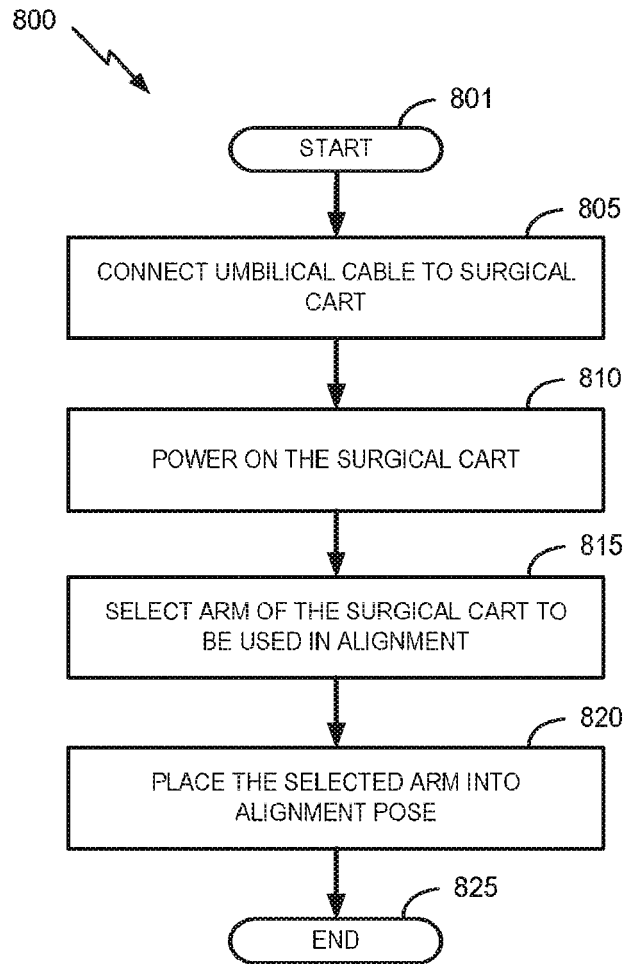 800
801
START
805
CONNECT UMBILICAL CABLE TO SURGICAL
CART
810
POWER ON THE SURGICAL CART
815
SELECT ARM OF THE SURGICAL CART TO
BE USED IN ALIGNMENT
820
PLACE THE SELECTED ARM INTO
ALIGNMENT POSE
825
END